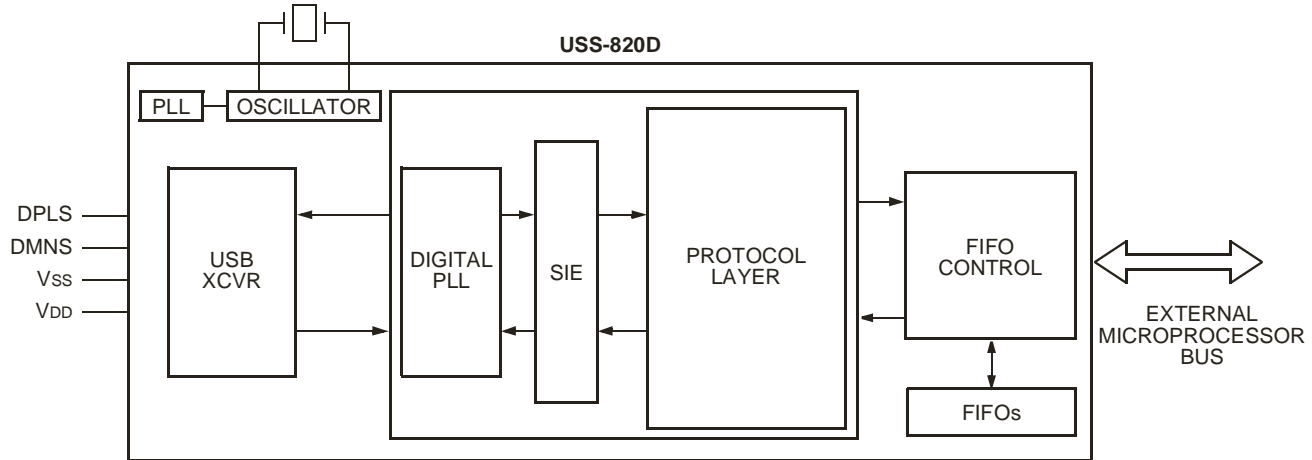 USS-820D
PLL
OSCILLATOR
DPLS
DMNS
VSS
VDD
USB
XCVR
DIGITAL
PLL
SIE
PROTOCOL
LAYER
FIFO
CONTROL
FIFOs
EXTERNAL
MICROPROCESSOR
BUS